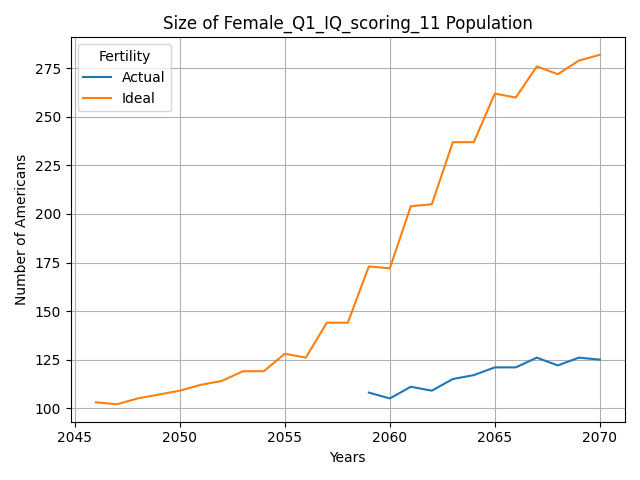 Size of Female_Q1_IQ_scoring_11 Population
Fertility
Actual
Ideal
275
250
225
200
175
150
125
100
Number of Americans
2045
2050
2055
2060
2065
2070
Years